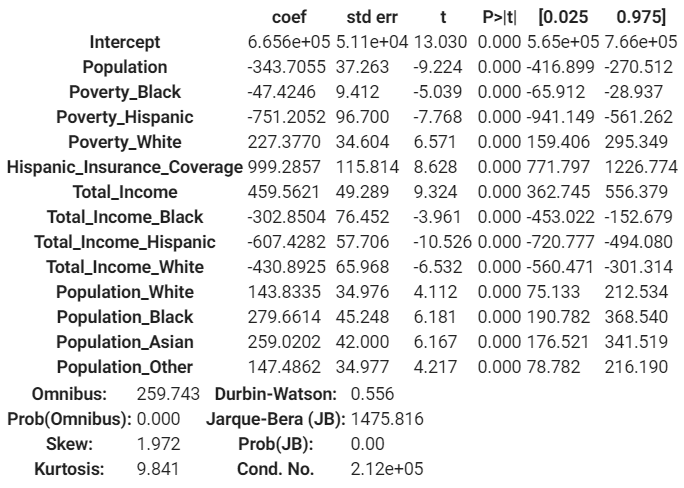 coef std err t P>|t| [0.025 0.975]
Intercept 6.656e+05 5.11e+04 13.030 0.000 5.65e+05 7.66e+05
Population -343.7055 37.263 -9.224 0.000 -416.899 -270.512
Poverty_Black -47.4246 9.412 -5.039 0.000 -65.912 -28.937
Poverty_Hispanic -751.2052 96.700 -7.768 0.000 -941.149 -561.262
Poverty_White 227.3770 34.604 6.571 0.000 159.406 295.349
Hispanic_Insurance_Coverage 999.2857 115.814 8.628 0.000 771.797 1226.774
Total_Income 459.5621 49.289 9.324 0.000 362.745 556.379
Total_Income_Black -302.8504 76.452 -3.961 0.000 -453.022 -152.679
Total_Income_Hispanic -607.4282 57.706 -10.526 0.000 -720.777 -494.080
Total_Income_White -430.8925 65.968 -6.532 0.000 -560.471 -301.314
Population_White 143.8335 34.976 4.112 0.000 75.133 212.534
Population_Black 279.6614 45.248 6.181 0.000 190.782 368.540
Population_Asian 259.0202 42.000 6.167 0.000 176.521 341.519
Population_Other 147.4862 34.977 4.217 0.000 78.782 216.190
Omnibus: 259.743 Durbin-Watson: 0.556
Prob(Omnibus): 0.000 Jarque-Bera (JB): 1475.816
Skew: 1.972 Prob(JB): 0.00
Kurtosis: 9.841 Cond. No. 2.12e+05